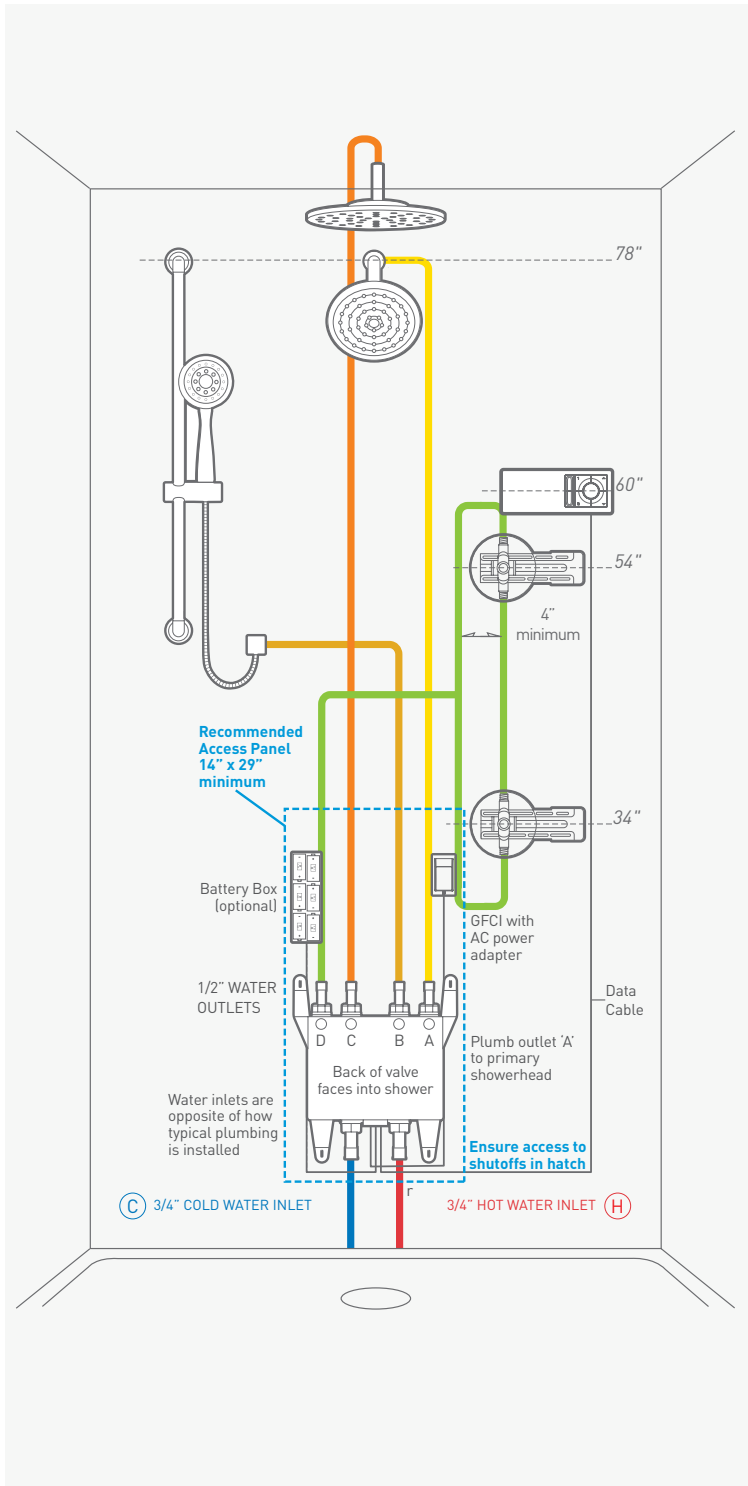 78"
60"
54"
4"
minimum
Recommended
Access Panel
14" x 29"
minimum
34"
Battery Box
(optional)
GFCI with
AC power
adapter
1/2" WATER
OUTLETS
Data
Cable
D C B A
Back of valve
faces into shower
Plumb outlet 'A'
to primary
showerhead
Water inlets are
opposite of how
typical plumbing
is installed
Ensure access to
shutoffs in hatch
r
C 3/4" COLD WATER INLET
3/4" HOT WATER INLET H